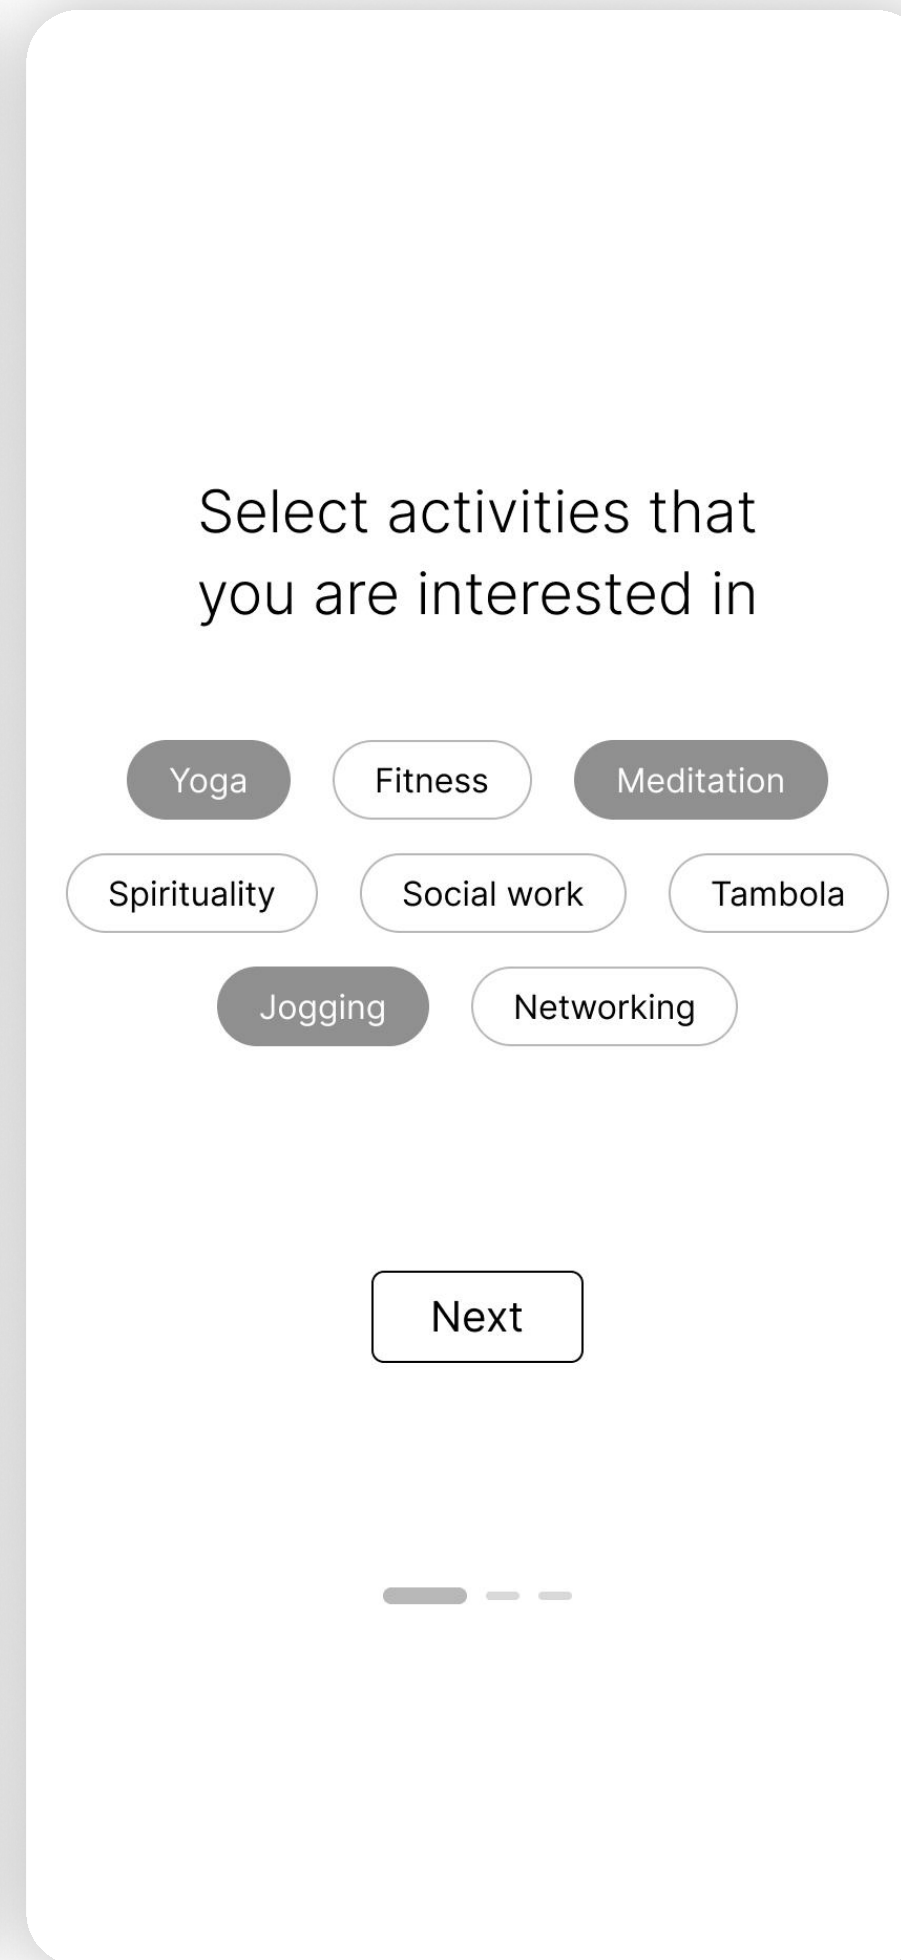 Select activities that
you are interested in
Yoga Fitness Meditation
Spirituality Social work Tambola
Jogging Networking
Next